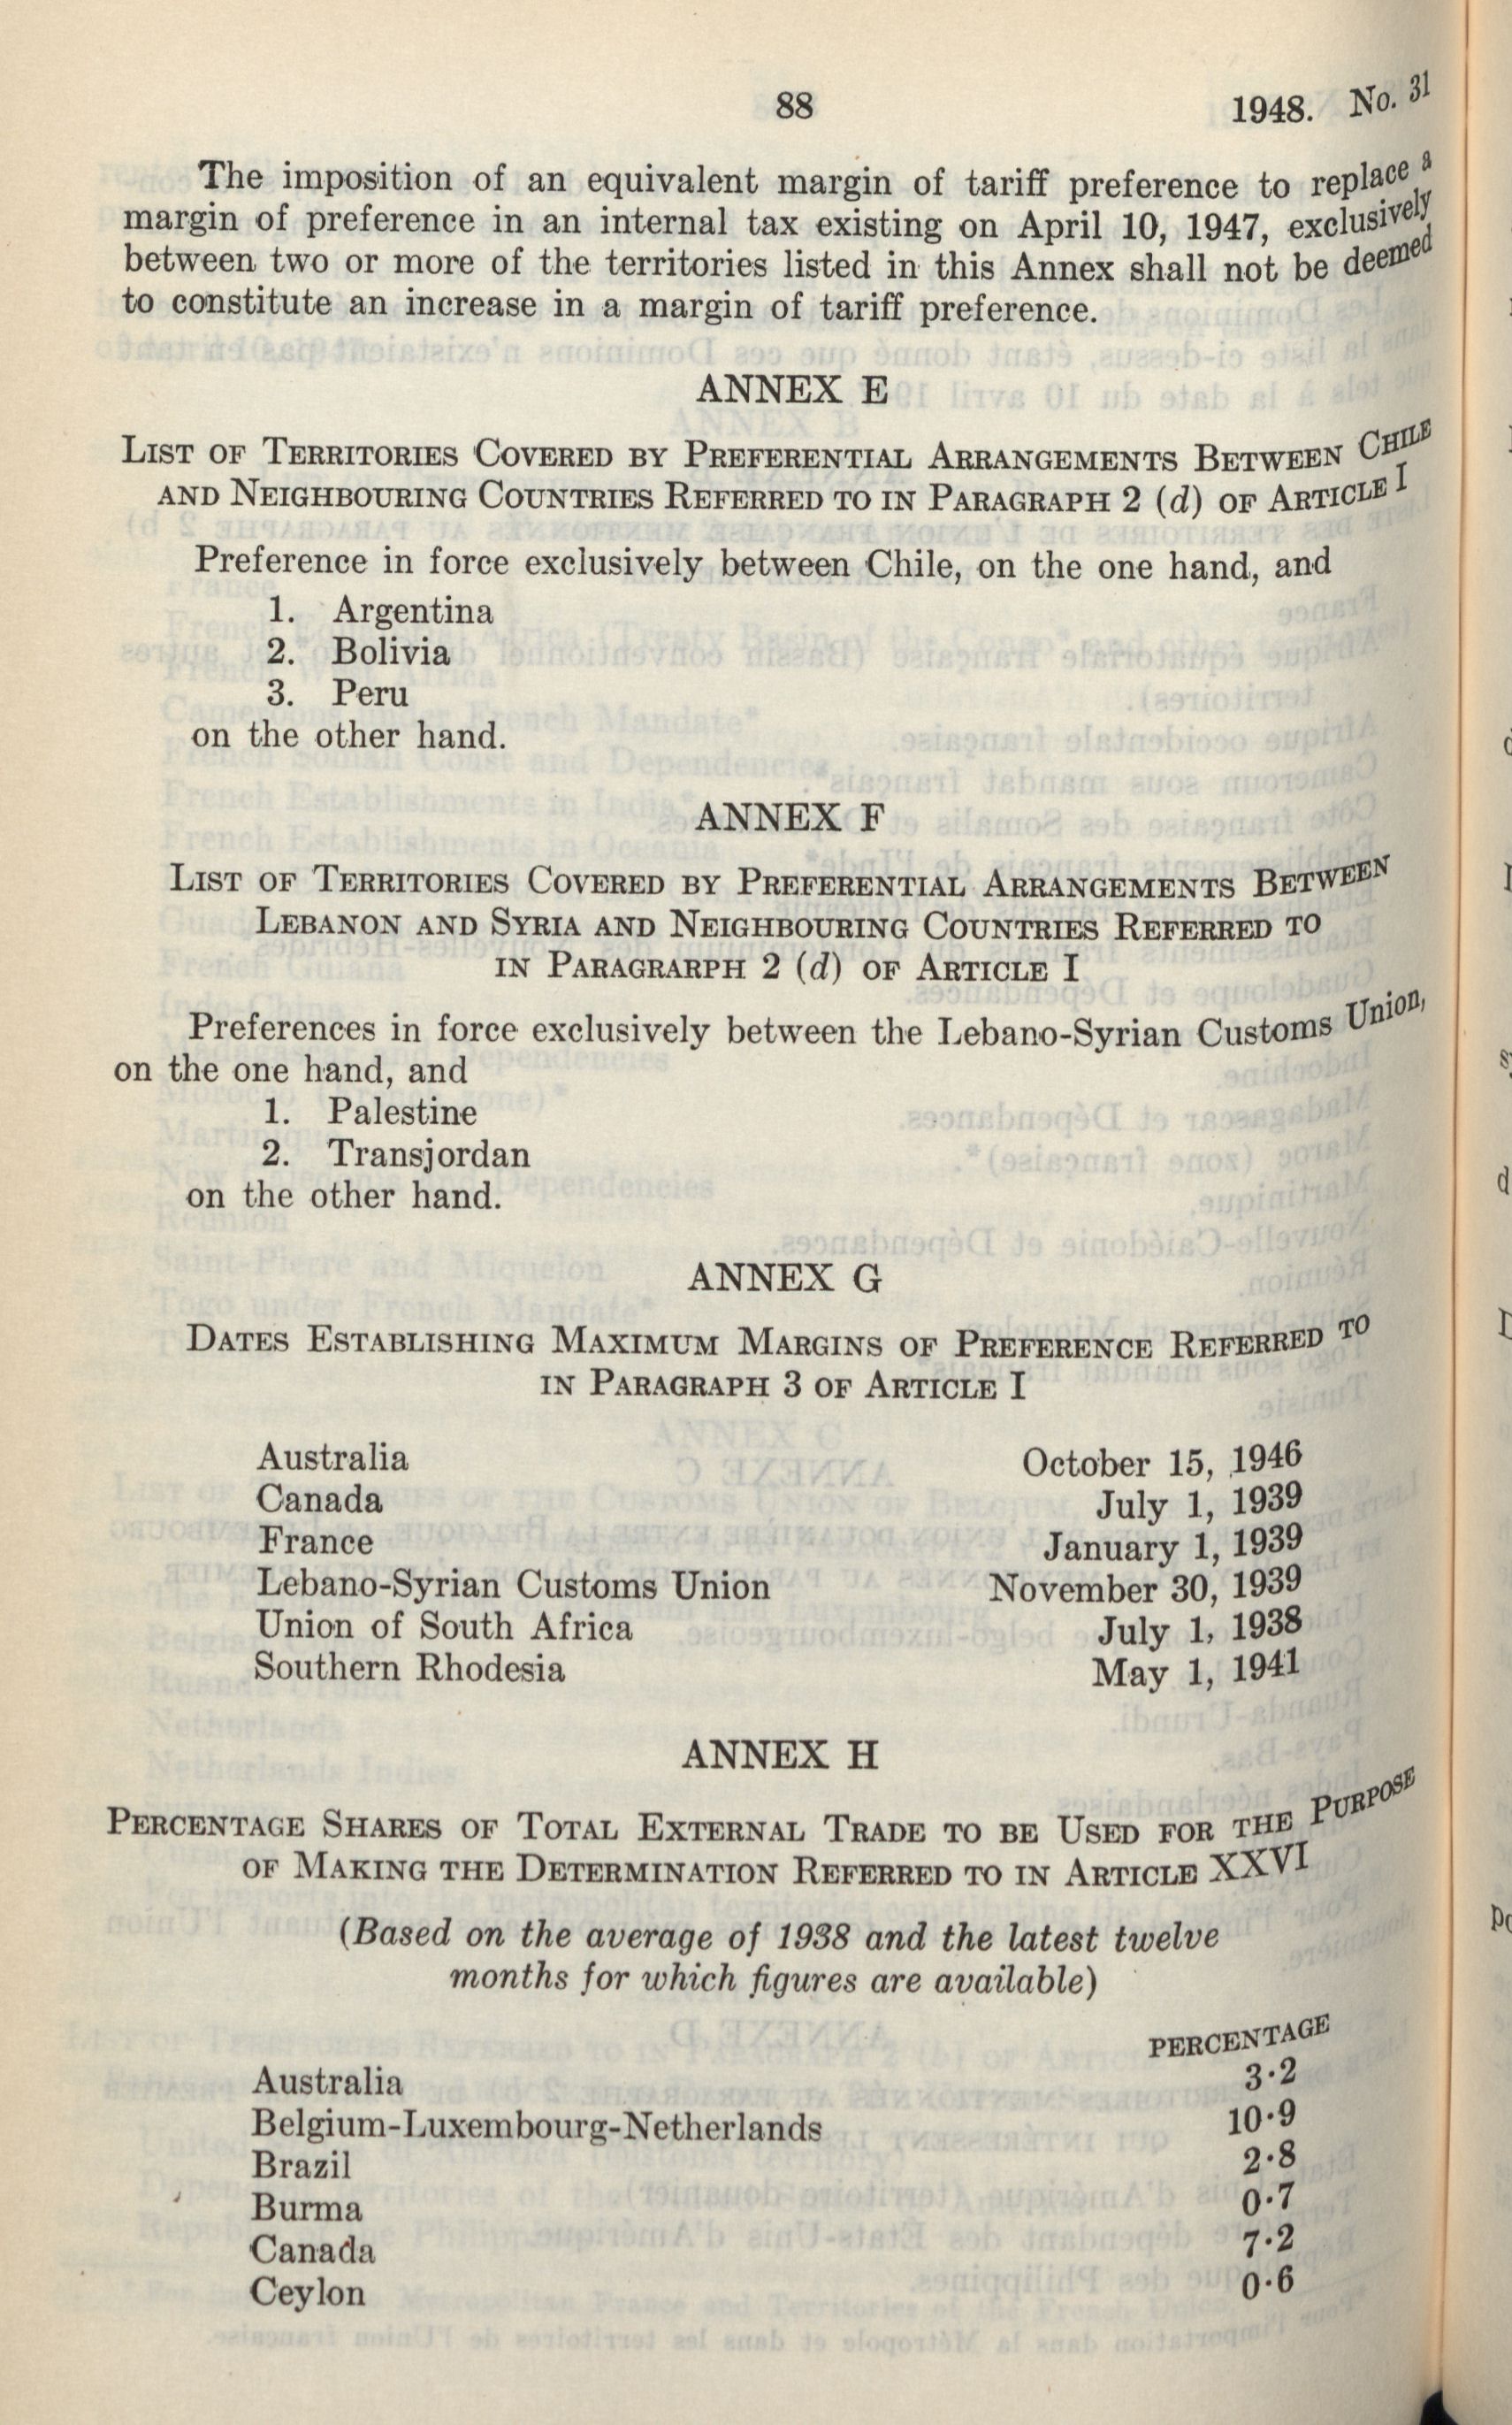 88
1948. No. 31
The imposition of an equivalent margin of tariff preference to replace a
margin of preference in an internal tax existing on April 10, 1947, exclusively
between two or more of the territories listed in this Annex shall not be deemed
to constitute an increase in a margin of tariff preference.
ANNEX E
LIST OF TERRITORIES COVERED BY PREFERENTIAL ARRANGEMENTS BETWEEN CHILE
AND NEIGHBOURING COUNTRIES REFERRED TO IN PARAGRAPH 2 (d) OF ARTICLE I
Preference in force exclusively between Chile, on the one hand, and
1. Argentina
2. Bolivia
3. Peru
on the other hand.
ANNEX F
LIST OF TERRITORIES COVERED BY PREFERENTIAL ARRANGEMENTS BETWEEN
LEBANON AND SYRIA AND NEIGHBOURING COUNTRIES REFERRED TO
IN PARAGRARPH 2 (d) OF ARTICLE I
Preferences in force exclusively between the Lebano-Syrian Customs Union,
on the one hand, and
1. Palestine
2. Transjordan
on the other hand.
ANNEX G
DATES ESTABLISHING MAXIMUM MARGINS OF PREFERENCE REFERRED TO
IN PARAGRAPH 3 OF ARTICLE I
Australia October 15, 1946
Canada July 1, 1939
France January 1, 1939
Lebano-Syrian Customs Union November 30, 1939
Union of South Africa July 1, 1938
Southern Rhodesia May 1, 1941
ANNEX H
PERCENTAGE SHARES OF TOTAL EXTERNAL TRADE TO BE USED FOR THE PURPOSE
OF MAKING THE DETERMINATION REFERRED TO IN ARTICLE XXVI
(Based on the average of 1938 and the latest twelve
months for which figures are available)
PERCENTAGE
Australia 3·2
Belgium-Luxembourg-Netherlands 10·9
Brazil 2·8
Burma 0·7
Canada 7·2
Ceylon 0·6